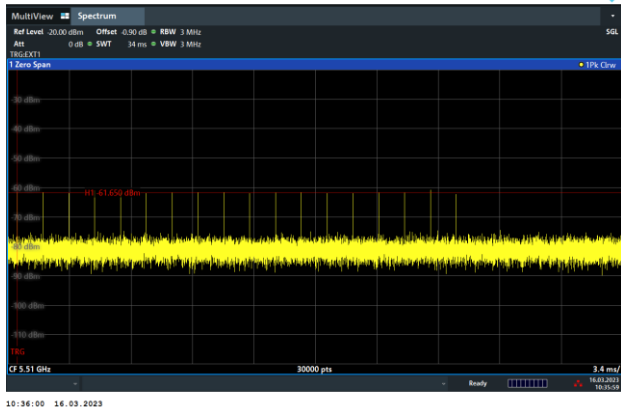 MultiView Spectrum
Ref Level -20.00 dBm Offset -0.90 dB RBW 3 MHz SGL
Att 0 dB SWT 34 ms VBW 3 MHz
TRG:EXT1
1 Zero Span 1Pk Clrw
-30 dBm
-40 dBm
-50 dBm
-60 dBm
H1 -61.650 dBm
-70 dBm
-80 dBm
-90 dBm
-100 dBm
-110 dBm
TRG
CF 5.51 GHz 30000 pts 3.4 ms/
Ready 16.03.2023
10:35:59
10:36:00 16.03.2023